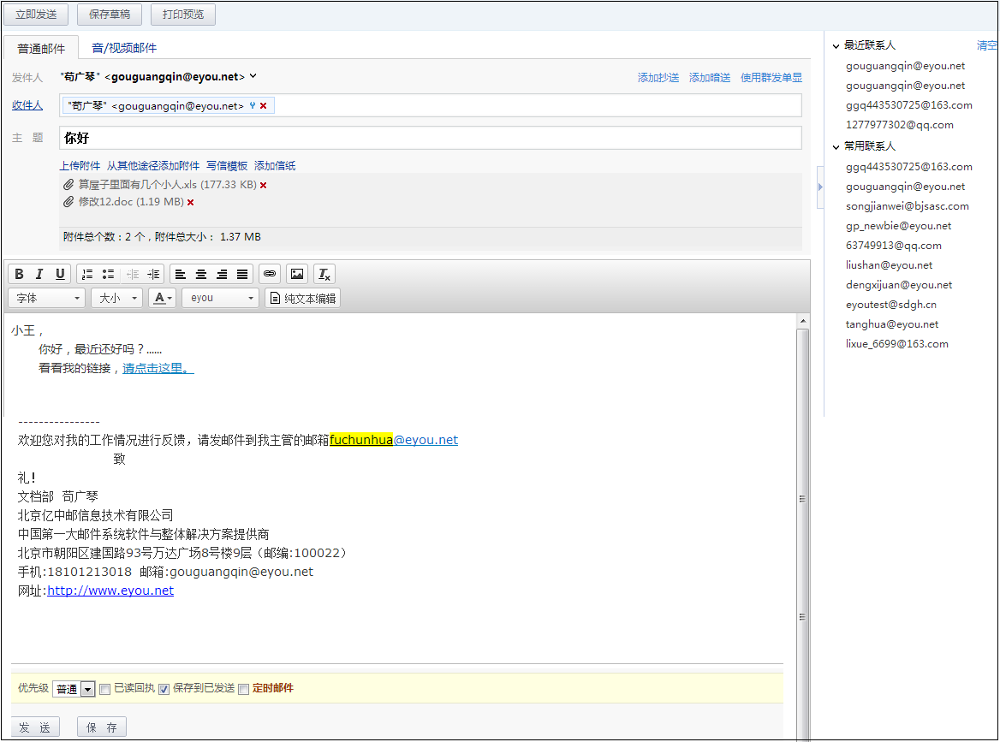 立即发送 保存草稿 打印预览
普通邮件 音/视频邮件
发件人 "苟广琴" <gouguangqin@eyou.net> 添加抄送 添加暗送 使用群发单显
收件人 "苟广琴" <gouguangqin@eyou.net>
主 题 你好
上传附件 从其他途径添加附件 写信模板 添加信纸
算屋子里面有几个小人.xls (177.33 KB)
修改12.doc (1.19 MB)
附件总个数：2 个，附件总大小： 1.37 MB
B I U
字体 大小 A eyou 纯文本编辑
小王，
你好，最近还好吗？......
看看我的链接，请点击这里。
----------------
欢迎您对我的工作情况进行反馈，请发邮件到我主管的邮箱fuchunhua@eyou.net
致
礼！
文档部 苟广琴
北京亿中邮信息技术有限公司
中国第一大邮件系统软件与整体解决方案提供商
北京市朝阳区建国路93号万达广场8号楼9层（邮编:100022）
手机:18101213018 邮箱:gouguangqin@eyou.net
网址:http://www.eyou.net
优先级 普通 已读回执 保存到已发送 定时邮件
发 送 保 存
最近联系人 清空
gouguangqin@eyou.net
gouguangqin@eyou.net
ggq443530725@163.com
1277977302@qq.com
常用联系人
ggq443530725@163.com
gouguangqin@eyou.net
songjianwei@bjsasc.com
gp_newbie@eyou.net
63749913@qq.com
liushan@eyou.net
dengxijuan@eyou.net
eyoutest@sdgh.cn
tanghua@eyou.net
lixue_6699@163.com